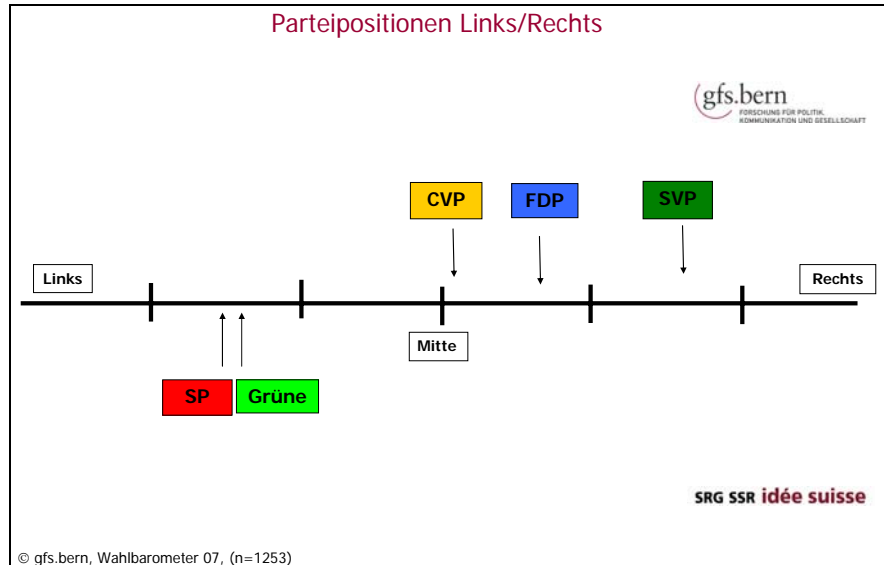 Parteipositionen Links/Rechts
gfs.bern
FORSCHUNG FÜR POLITIK,
KOMMUNIKATION UND GESELLSCHAFT
CVP
FDP
SVP
Links
Rechts
Mitte
SP
Grüne
SRG SSR idée suisse
© gfs.bern, Wahlbarometer 07, (n=1253)